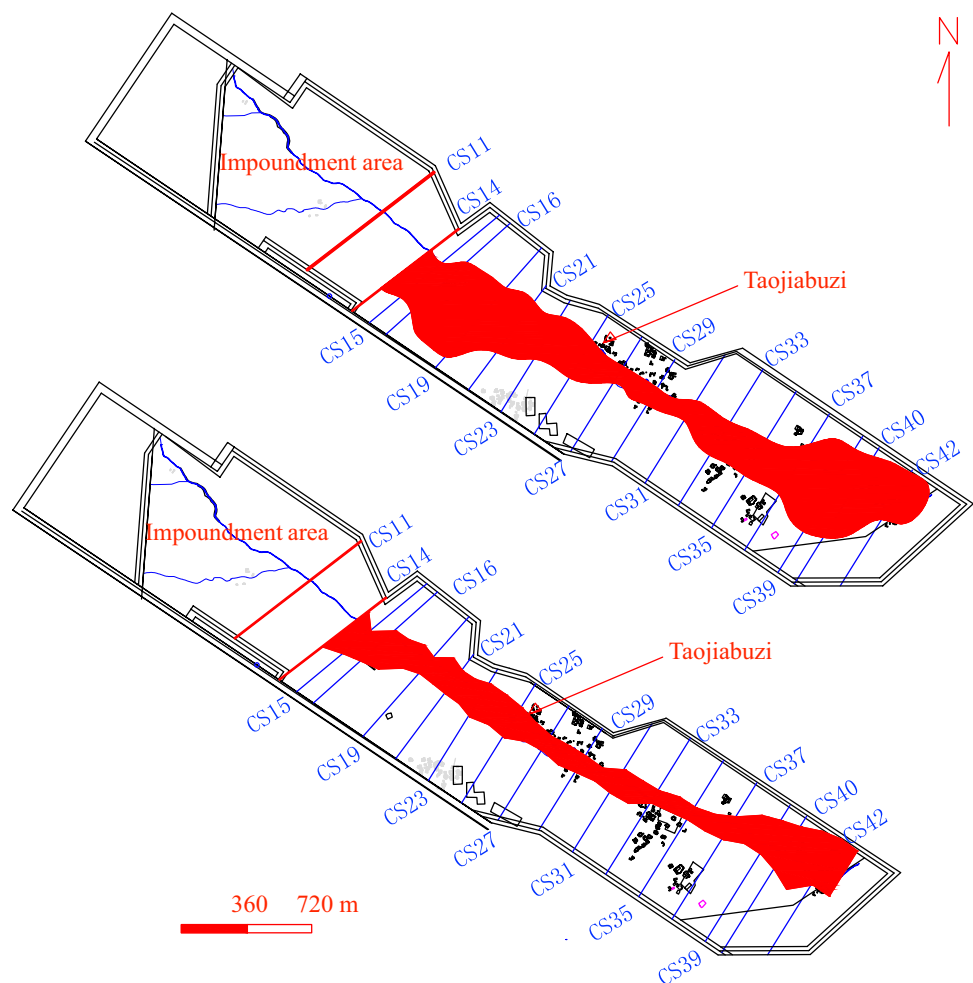 N
Impoundment area
CS11
CS14
CS16
CS21
CS25
Taojiabuzi
CS29
CS33
CS37
CS40
CS42
CS15
CS19
CS23
CS27
CS31
CS35
CS39
Impoundment area
CS11
CS14
CS16
CS21
CS25
Taojiabuzi
CS29
CS33
CS37
CS40
CS42
CS15
CS19
CS23
CS27
CS31
CS35
CS39
360 720 m